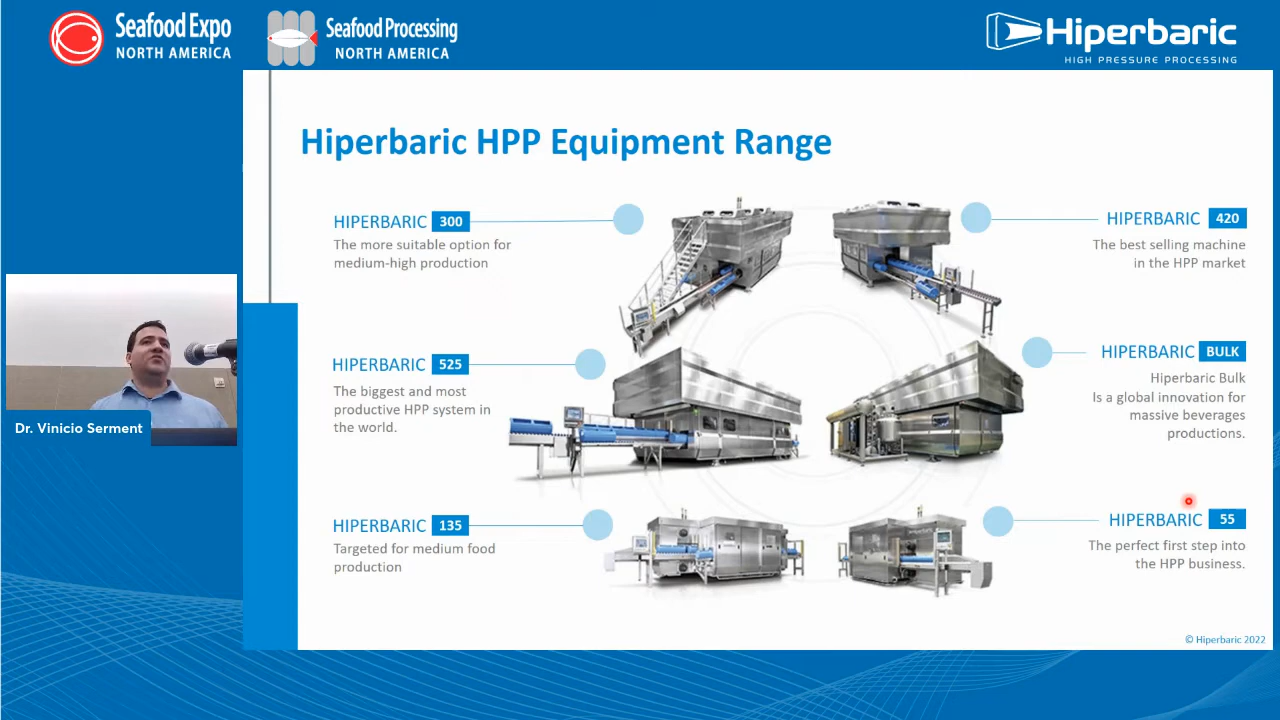 Seafood Expo
NORTH AMERICA
Seafood Processing
NORTH AMERICA
Hiperbaric
HIGH PRESSURE PROCESSING
Hiperbaric HPP Equipment Range
HIPERBARIC 300
The more suitable option for
medium-high production
HIPERBARIC 420
The best selling machine
in the HPP market
HIPERBARIC 525
The biggest and most
productive HPP system in
the world.
HIPERBARIC BULK
Hiperbaric Bulk
Is a global innovation for
massive beverages
productions.
HIPERBARIC 135
Targeted for medium food
production
HIPERBARIC 55
The perfect first step into
the HPP business.
Dr. Vinicio Serment
© Hiperbaric 2022